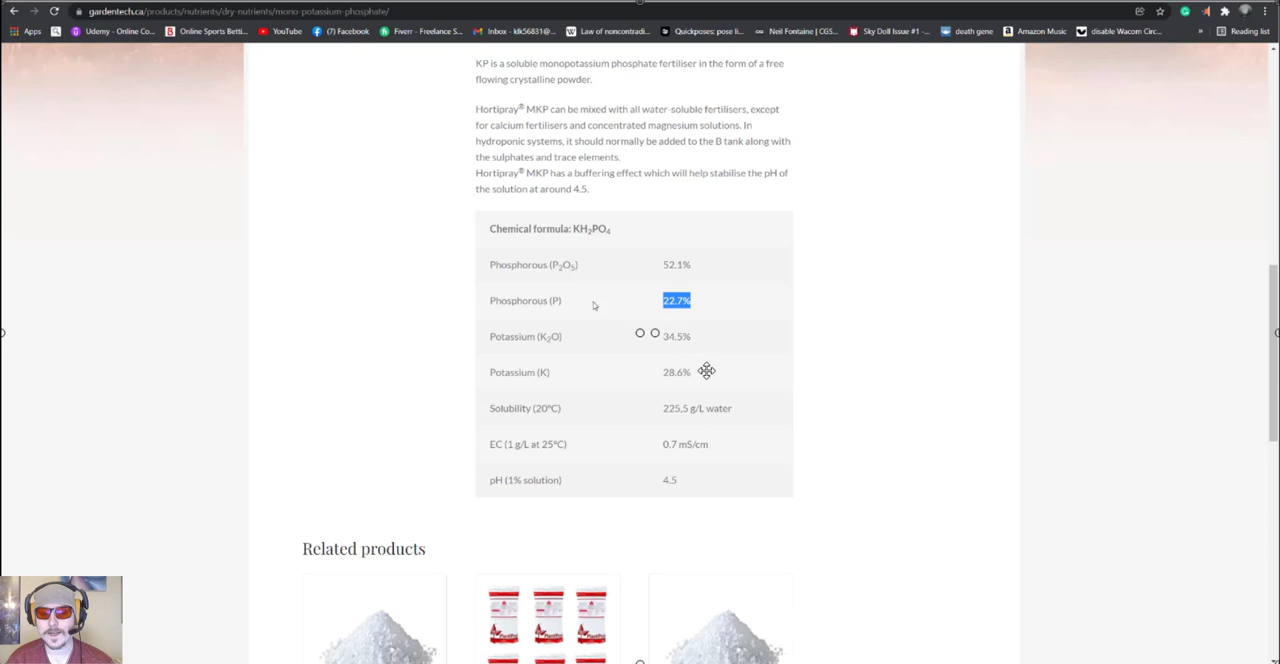 gardentech.ca/products/nutrients/dry-nutrients/mono-potassium-phosphate/
Apps Udemy - Online Co... Online Sports Betti... YouTube (7) Facebook Fiverr - Freelance S... Inbox - klk56831@... Law of noncontradi... Quickposes: pose li... Neil Fontaine | CGS... Sky Doll Issue #1 -... death gene Amazon Music disable Wacom Circ... » Reading list
KP is a soluble monopotassium phosphate fertiliser in the form of a free
flowing crystalline powder.
Hortipray® MKP can be mixed with all water-soluble fertilisers, except
for calcium fertilisers and concentrated magnesium solutions. In
hydroponic systems, it should normally be added to the B tank along with
the sulphates and trace elements.
Hortipray® MKP has a buffering effect which will help stabilise the pH of
the solution at around 4.5.
Chemical formula: KH₂PO₄
Phosphorous (P₂O₅) 52.1%
Phosphorous (P) 22.7%
Potassium (K₂O) 34.5%
Potassium (K) 28.6%
Solubility (20°C) 225,5 g/L water
EC (1 g/L at 25°C) 0.7 mS/cm
pH (1% solution) 4.5
Related products